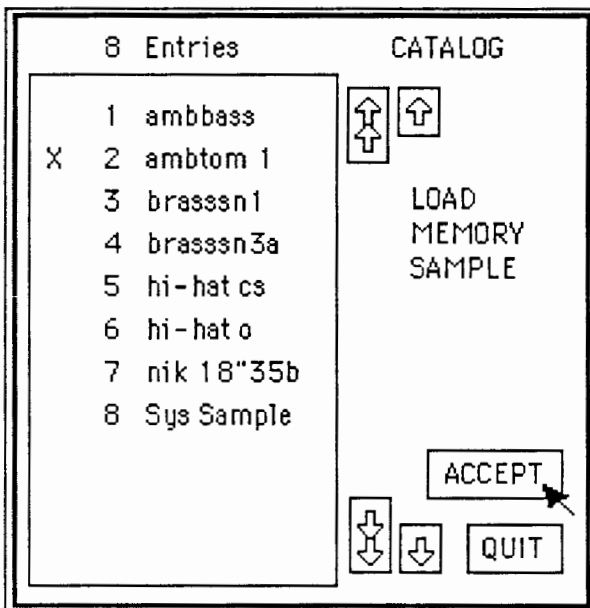 8 Entries CATALOG
1 ambbass
X 2 ambtom 1
3 brasssn1
4 brasssn3a
5 hi-hat cs
6 hi-hat o
7 nik 18"35b
8 Sys Sample
LOAD
MEMORY
SAMPLE
ACCEPT
QUIT